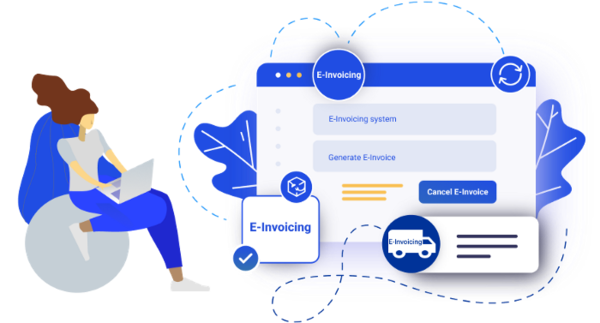 E-Invoicing
E-Invoicing system
Generate E-Invoice
Cancel E-Invoice
E-Invoicing
E-Invoicing